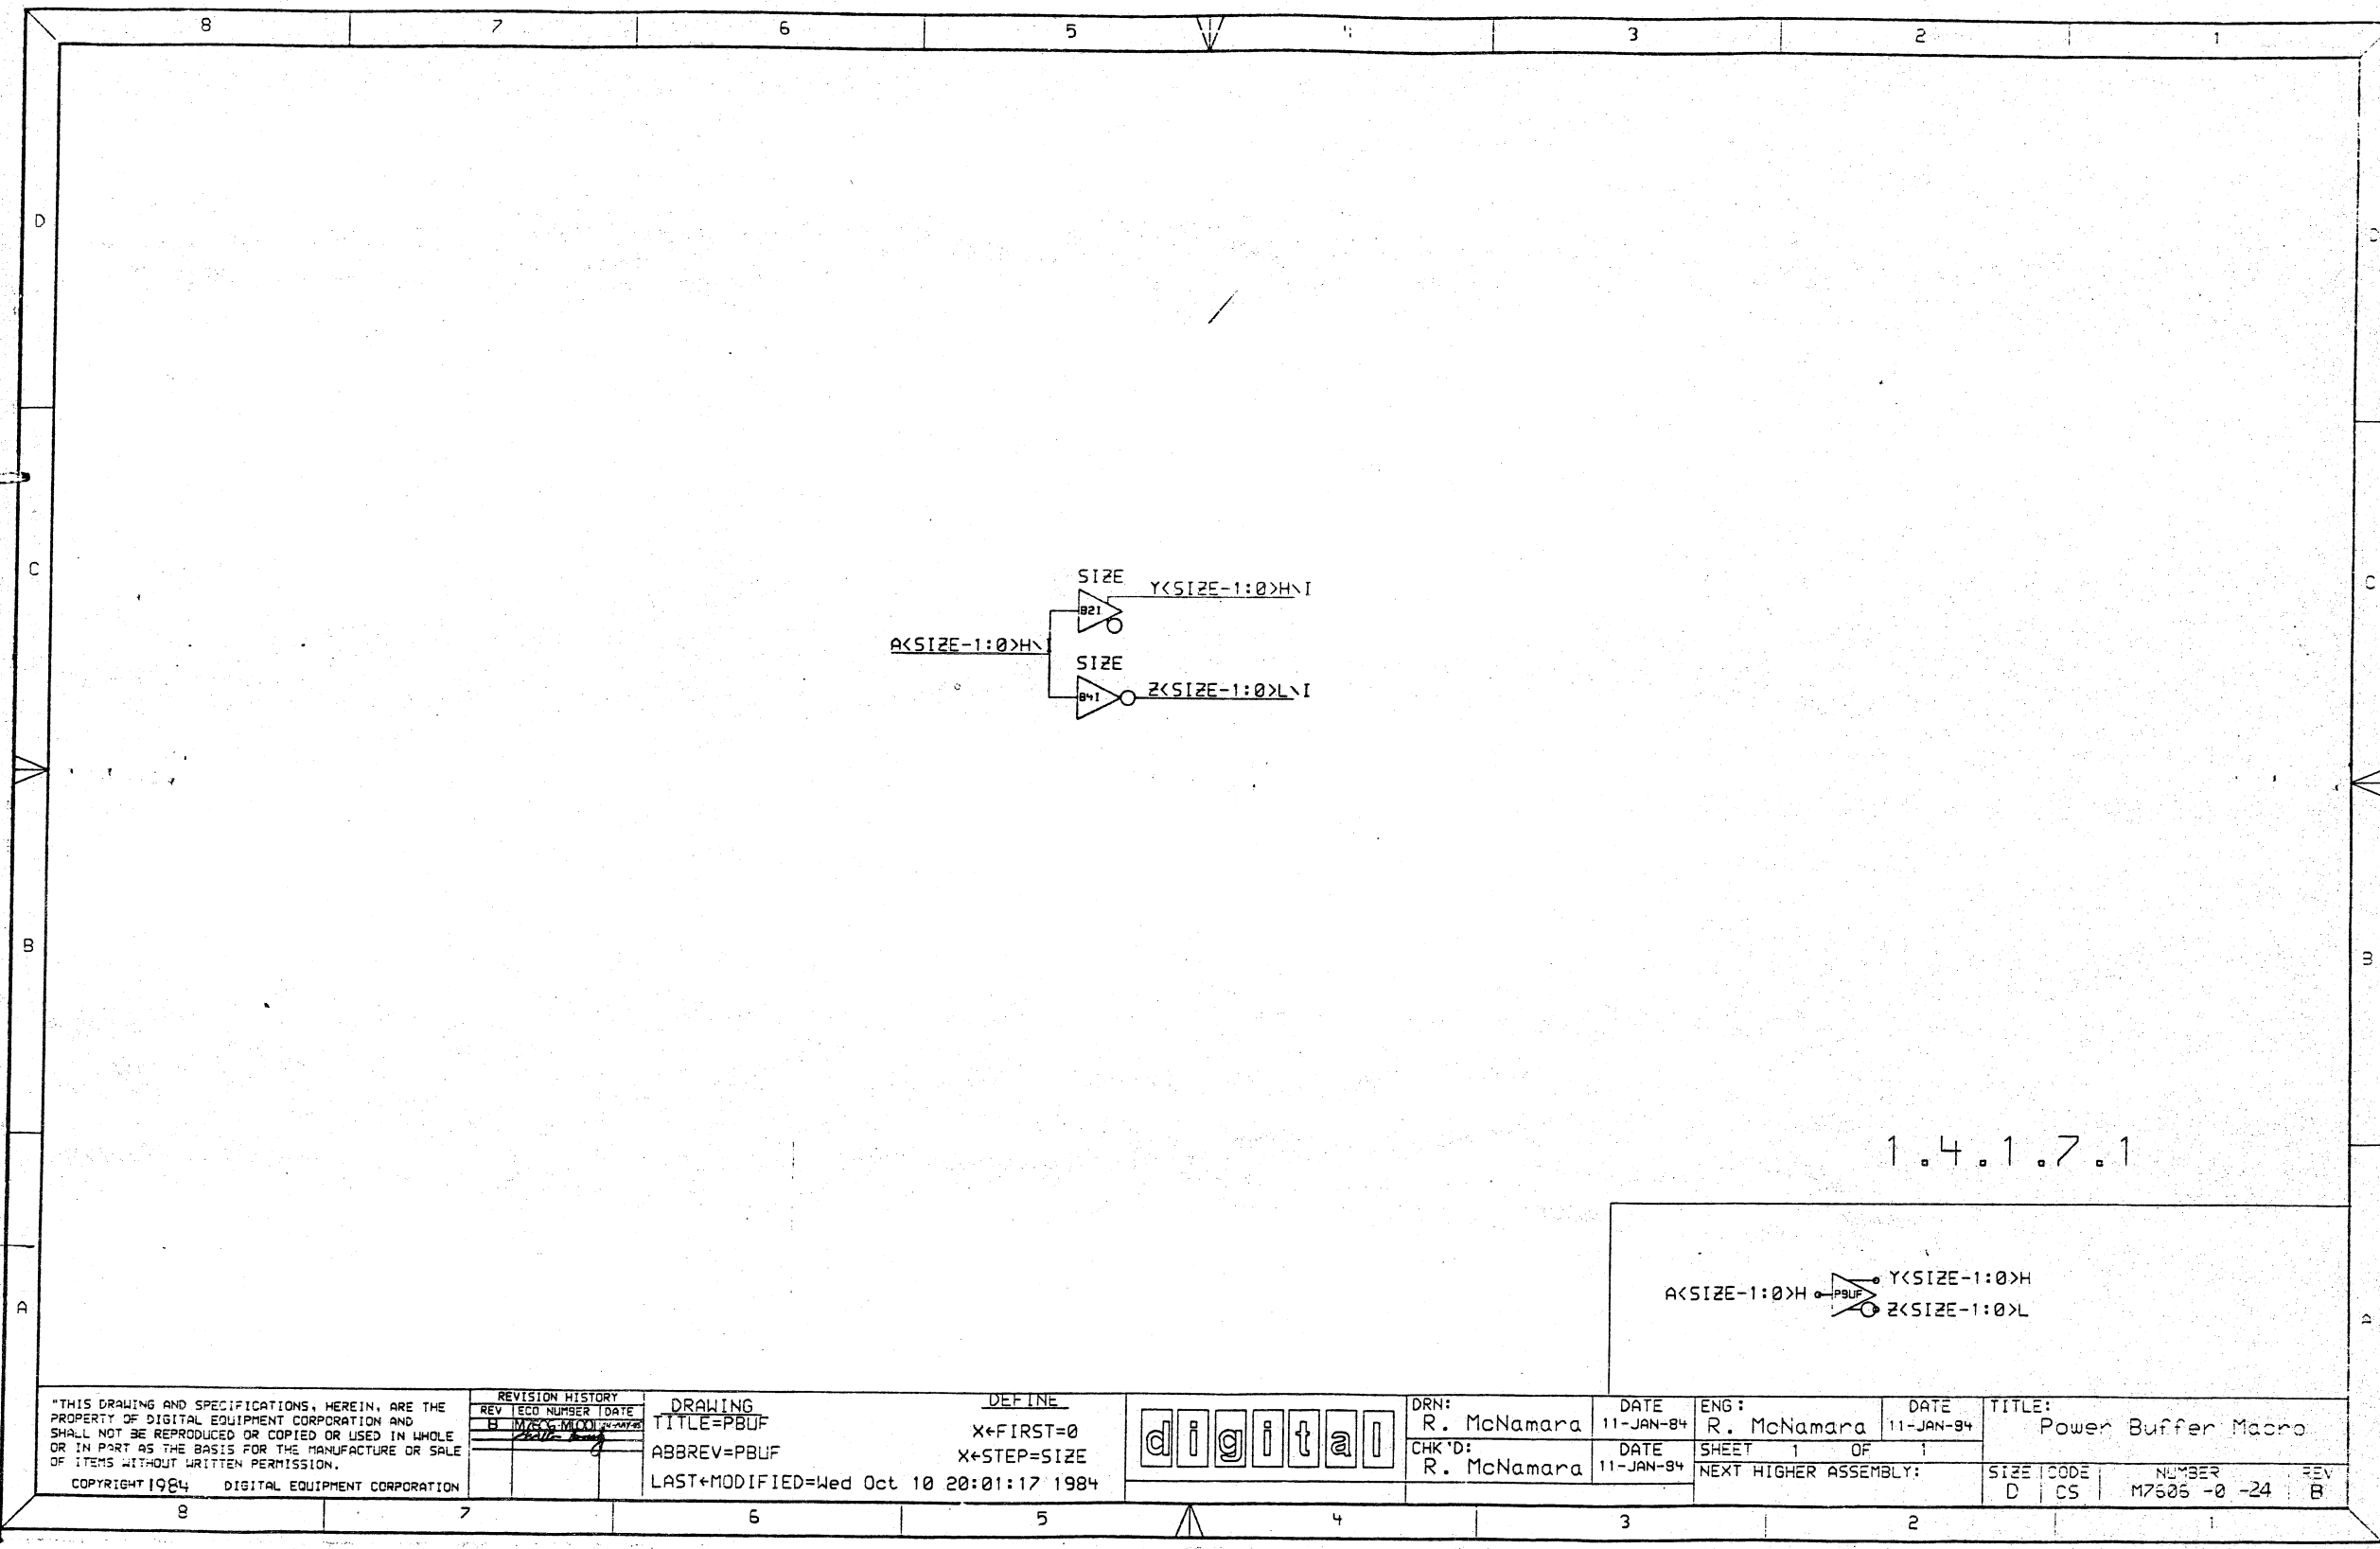 8 7 6 5 3 2 1
D
C C
SIZE
Y<SIZE-1:0>H\I
B2I
A<SIZE-1:0>H\I
SIZE
B4I
Z<SIZE-1:0>L\I
B B
1.4.1.7.1
A<SIZE-1:0>H PBUF Y<SIZE-1:0>H
Z<SIZE-1:0>L
A
"THIS DRAWING AND SPECIFICATIONS, HEREIN, ARE THE
PROPERTY OF DIGITAL EQUIPMENT CORPORATION AND
SHALL NOT BE REPRODUCED OR COPIED OR USED IN WHOLE
OR IN PART AS THE BASIS FOR THE MANUFACTURE OR SALE
OF ITEMS WITHOUT WRITTEN PERMISSION.
COPYRIGHT 1984 DIGITAL EQUIPMENT CORPORATION
REVISION HISTORY
REV ECO NUMBER DATE
B
DRAWING
TITLE=PBUF
ABBREV=PBUF
LAST←MODIFIED=Wed Oct 10 20:01:17 1984
DEFINE
X←FIRST=0
X←STEP=SIZE
digital
DRN:
R. McNamara
DATE
11-JAN-84
ENG:
R. McNamara
DATE
11-JAN-84
TITLE:
Power Buffer Macro
CHK'D:
R. McNamara
DATE
11-JAN-84
SHEET 1 OF 1
NEXT HIGHER ASSEMBLY:
SIZE CODE NUMBER REV
D CS M7606 -0 -24 B
8 7 6 5 4 3 2 1